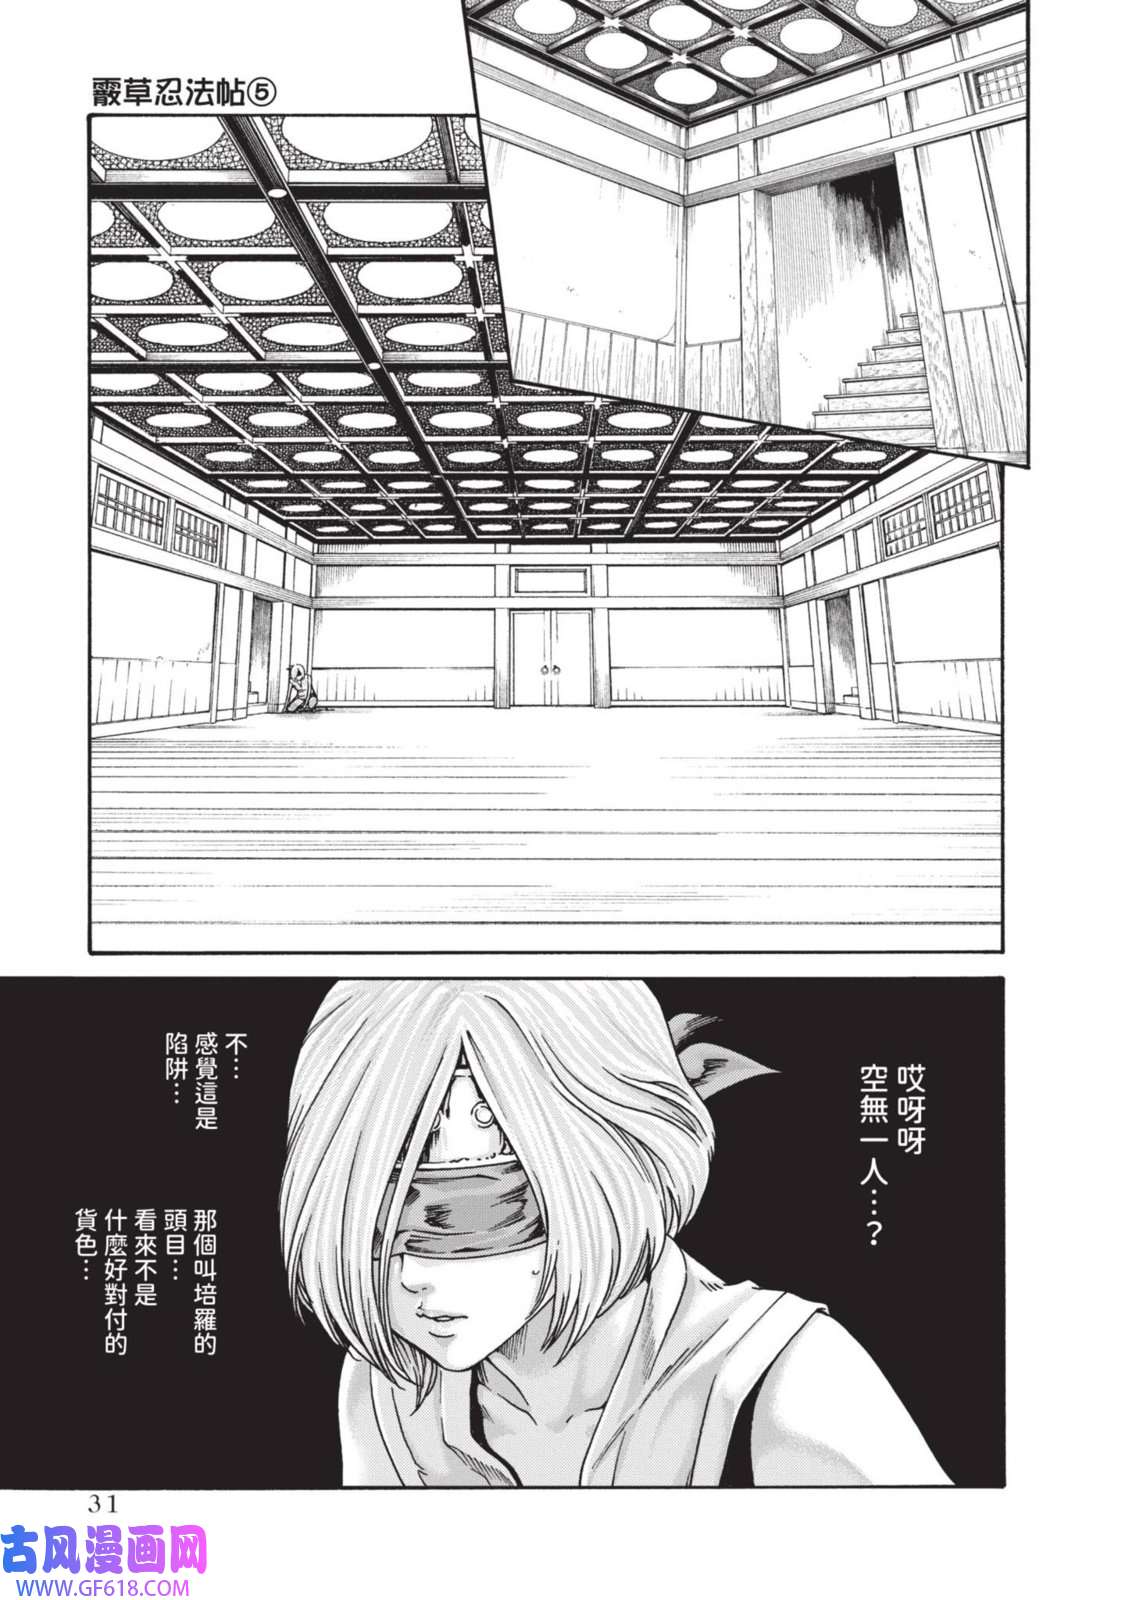 霰草忍法帖⑤
哎呀呀
空無一人…?
不…
感覺這是
陷阱…
那個叫培羅的
頭目…
看來不是
什麼好對付的
貨色…
31
古风漫画网
WWW.GF618.COM